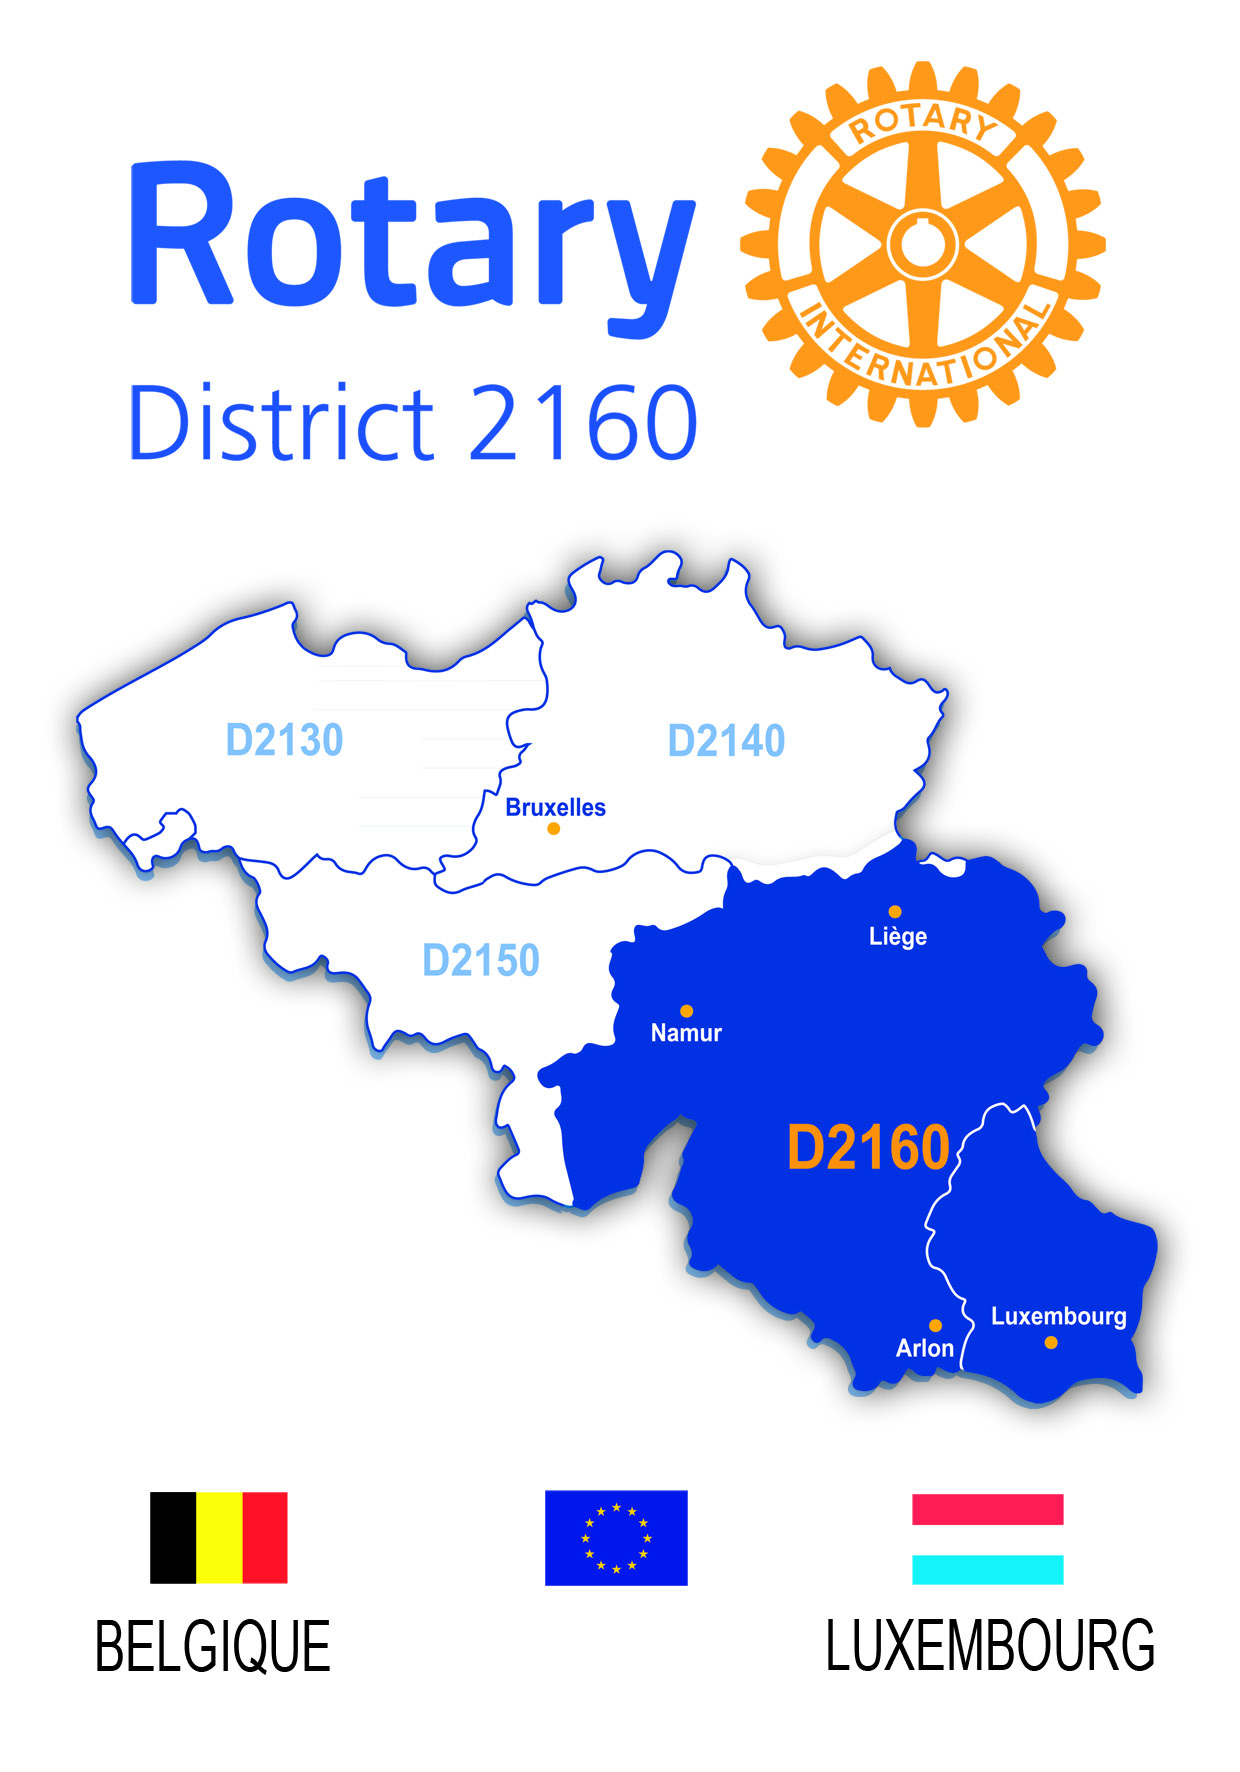 Rotary
ROTARY
INTERNATIONAL
District 2160
D2130
D2140
Bruxelles
Liège
D2150
Namur
D2160
Luxembourg
Arlon
BELGIQUE
LUXEMBOURG